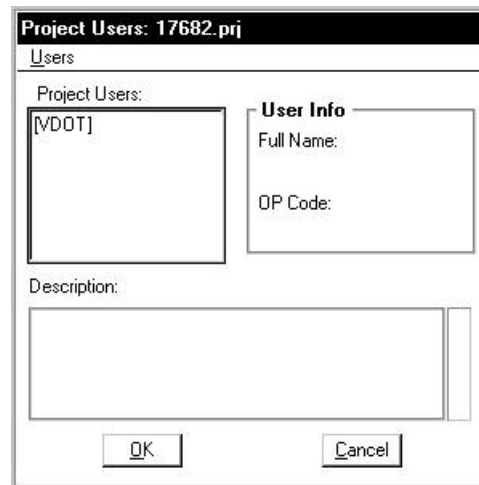 Project Users: 17682.prj
Users
Project Users:
[VDOT]
User Info
Full Name:
OP Code:
Description:
OK
Cancel